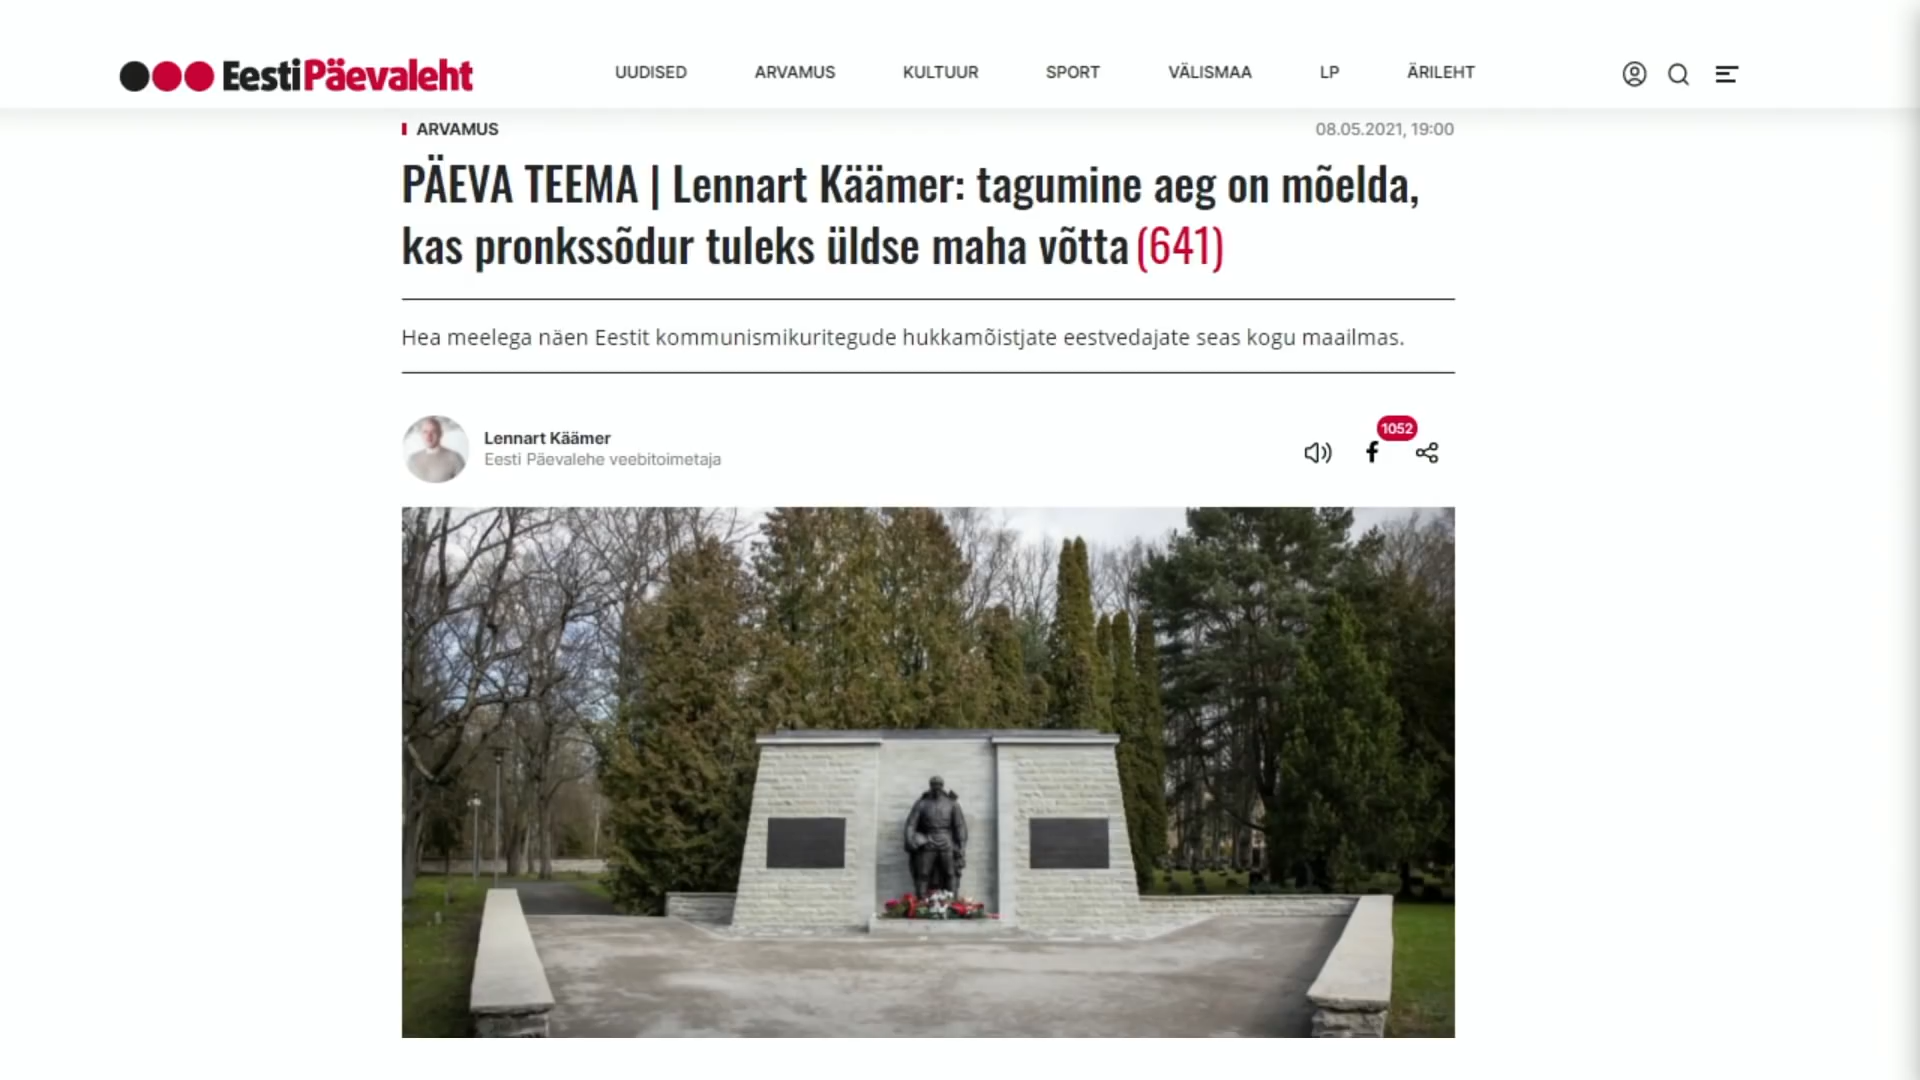 EestiPäevaleht
UUDISED
ARVAMUS
KULTUUR
SPORT
VÄLISMAA
LP
ÄRILEHT
ARVAMUS
08.05.2021, 19:00
PÄEVA TEEMA | Lennart Käämer: tagumine aeg on mõelda,
kas pronkssõdur tuleks üldse maha võtta (641)
Hea meelega näen Eestit kommunismikuritegude hukkamõistjate eestvedajate seas kogu maailmas.
Lennart Käämer
Eesti Päevalehe veebitoimetaja
1052